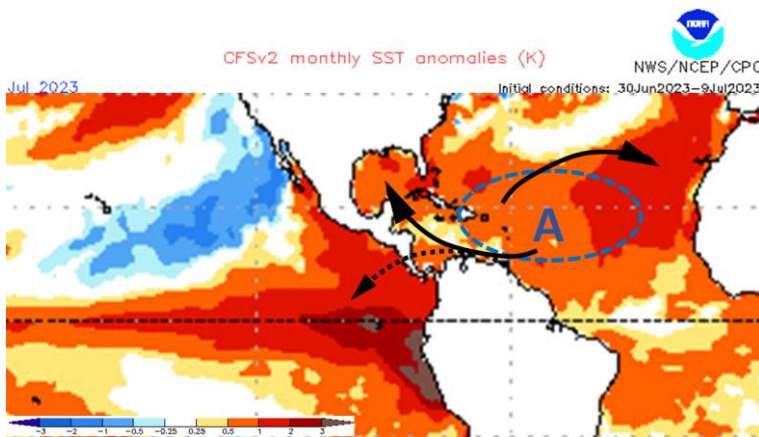 noaa
CFSv2 monthly SST anomalies (K)
NWS/NCEP/CPC
Jul 2023
Initial conditions: 30Jun2023-9Jul2023
A
-3 -2 -1 -0.5 -0.25 0.25 0.5 1 2 3